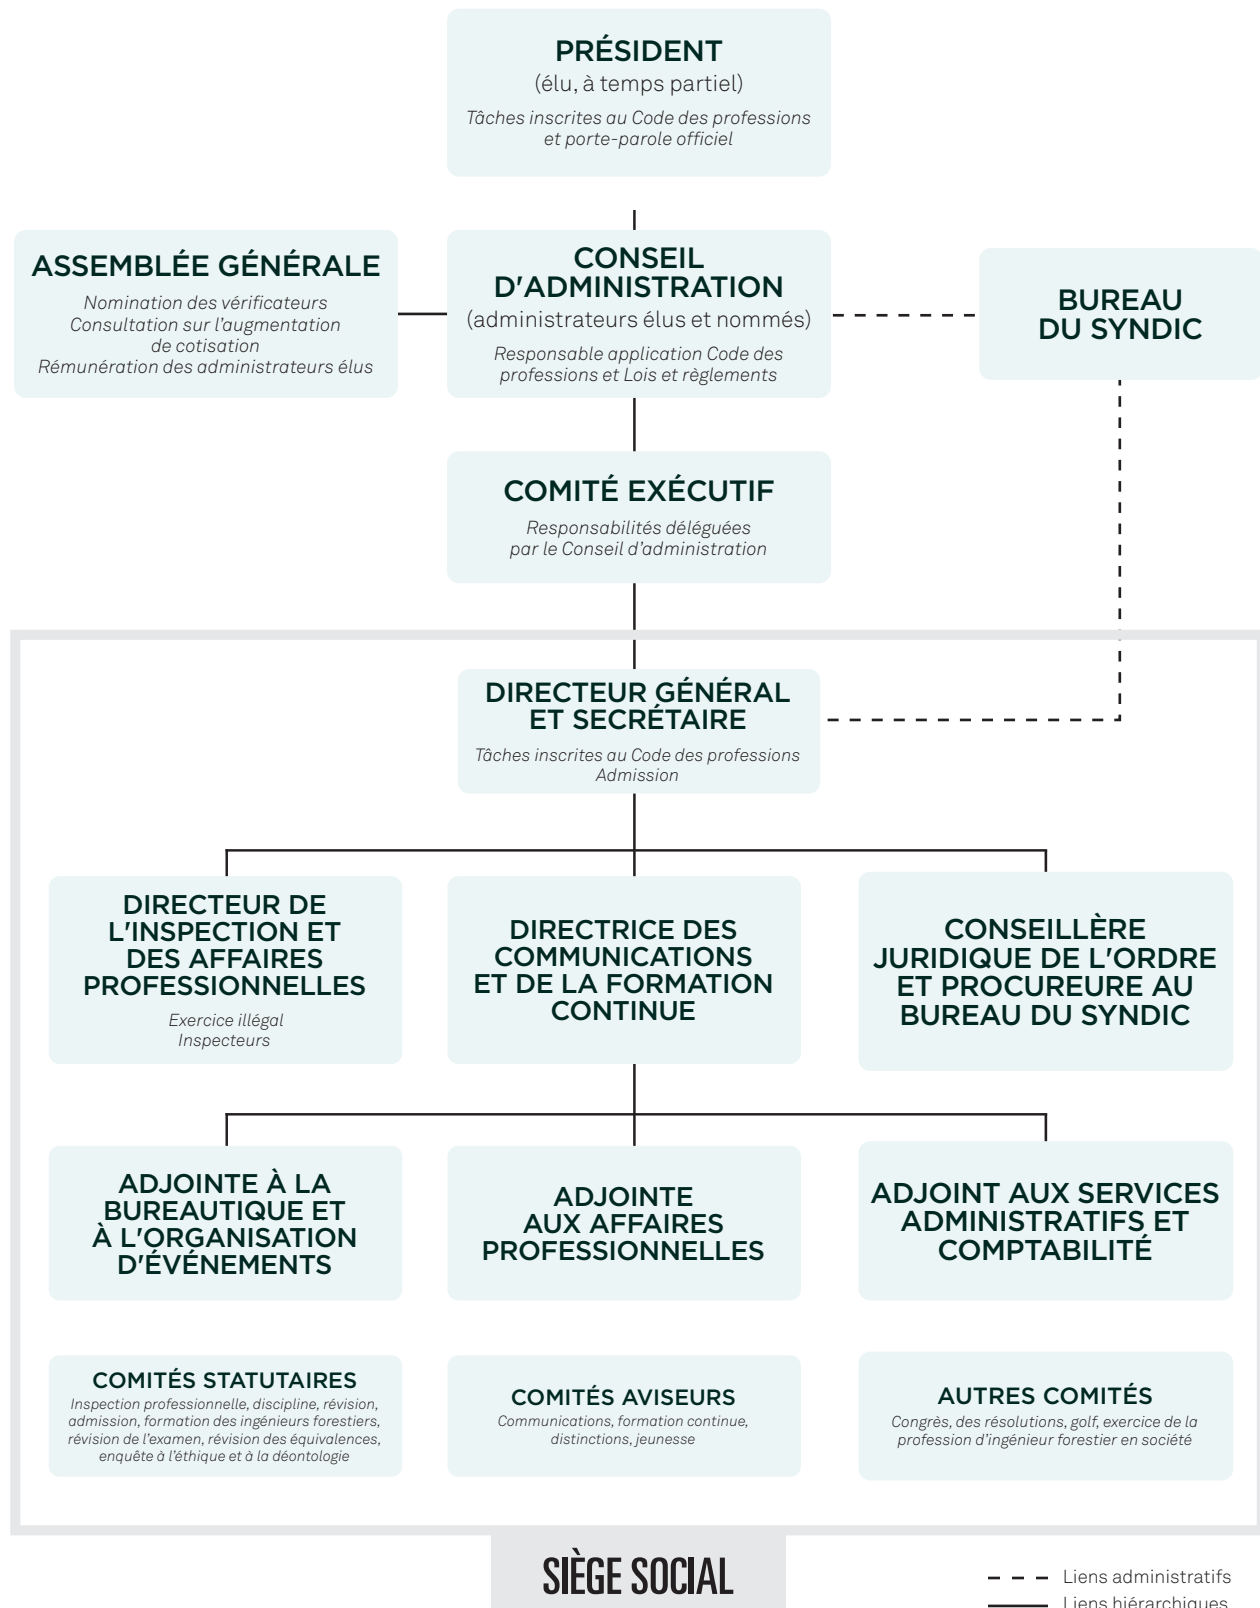 PRÉSIDENT
(élu, à temps partiel)
Tâches inscrites au Code des professions
et porte-parole officiel
ASSEMBLÉE GÉNÉRALE
Nomination des vérificateurs
Consultation sur l'augmentation
de cotisation
Rémunération des administrateurs élus
CONSEIL
D'ADMINISTRATION
(administrateurs élus et nommés)
Responsable application Code des
professions et Lois et règlements
BUREAU
DU SYNDIC
COMITÉ EXÉCUTIF
Responsabilités déléguées
par le Conseil d'administration
DIRECTEUR GÉNÉRAL
ET SECRÉTAIRE
Tâches inscrites au Code des professions
Admission
DIRECTEUR DE
L'INSPECTION ET
DES AFFAIRES
PROFESSIONNELLES
Exercice illégal
Inspecteurs
DIRECTRICE DES
COMMUNICATIONS
ET DE LA FORMATION
CONTINUE
CONSEILLÈRE
JURIDIQUE DE L'ORDRE
ET PROCUREURE AU
BUREAU DU SYNDIC
ADJOINTE À LA
BUREAUTIQUE ET
À L'ORGANISATION
D'ÉVÉNEMENTS
ADJOINTE
AUX AFFAIRES
PROFESSIONNELLES
ADJOINT AUX SERVICES
ADMINISTRATIFS ET
COMPTABILITÉ
COMITÉS STATUTAIRES
Inspection professionnelle, discipline, révision,
admission, formation des ingénieurs forestiers,
révision de l'examen, révision des équivalences,
enquête à l'éthique et à la déontologie
COMITÉS AVISEURS
Communications, formation continue,
distinctions, jeunesse
AUTRES COMITÉS
Congrès, des résolutions, golf, exercice de la
profession d'ingénieur forestier en société
SIÈGE SOCIAL
Liens administratifs
Liens hiérarchiques